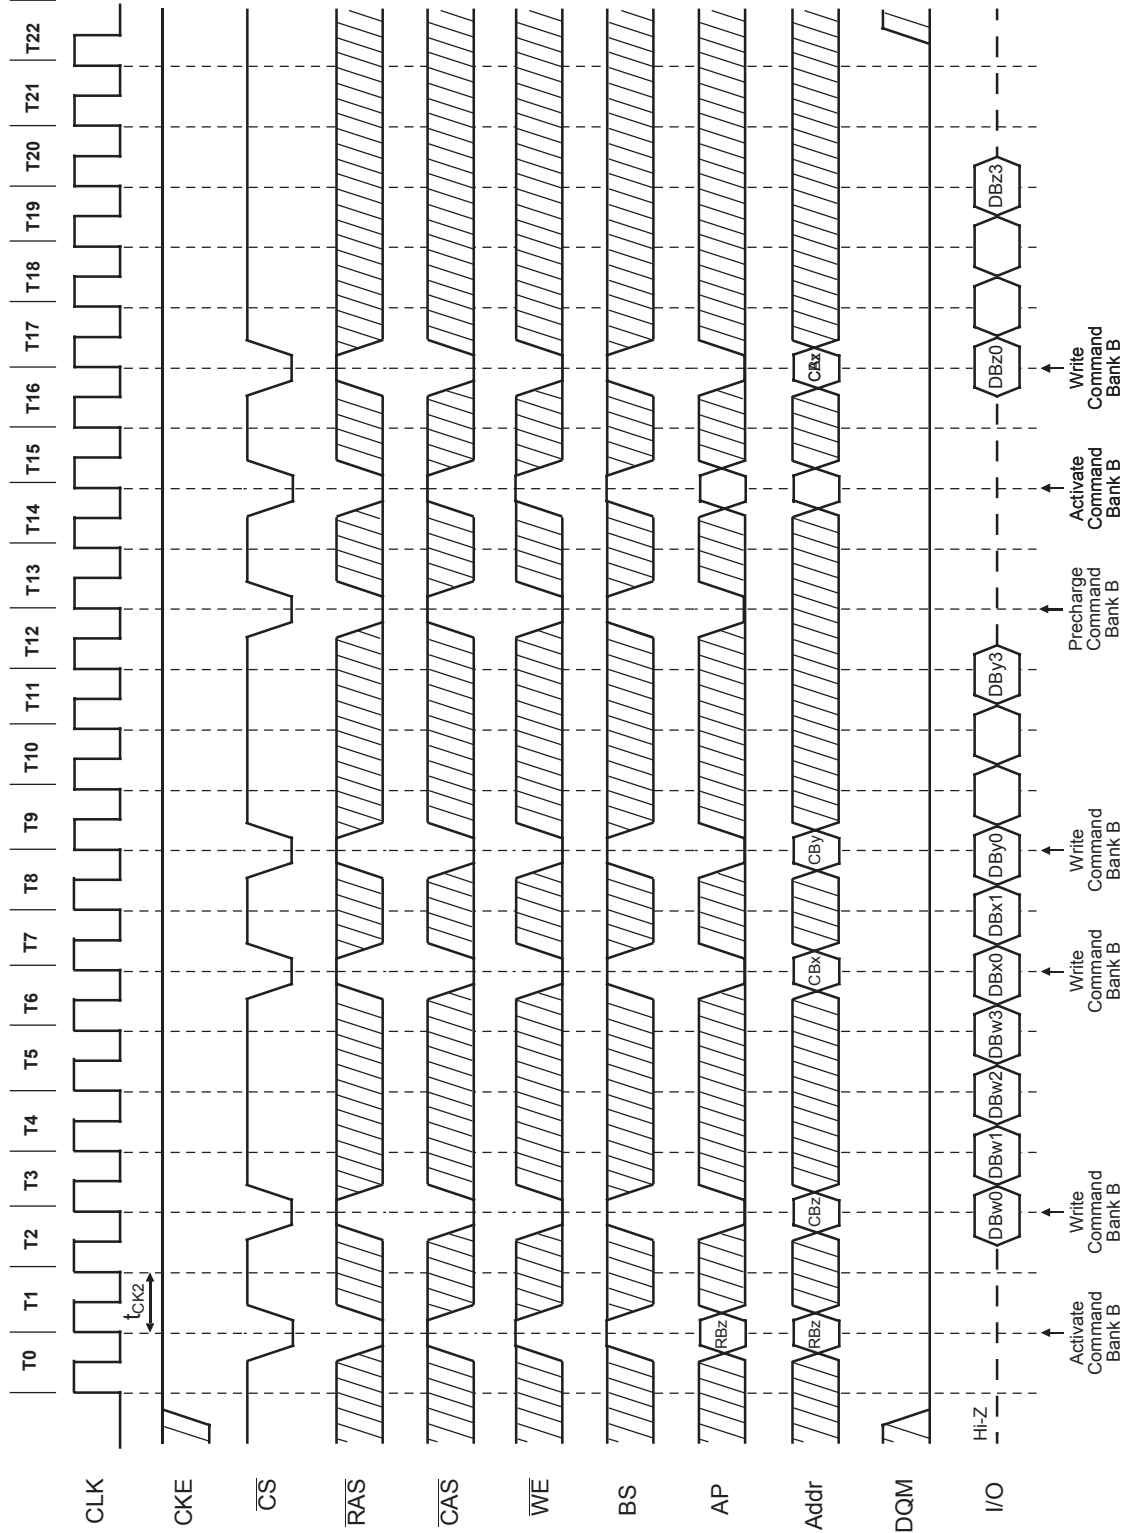 T0 T1 T2 T3 T4 T5 T6 T7 T8 T9 T10 T11 T12 T13 T14 T15 T16 T17 T18 T19 T20 T21 T22
CLK
tCK2
CKE
CS
RAS
CAS
WE
BS
AP RBz
Addr RBz CBz CBx CBy
DQM
I/O Hi-Z DBw0 DBw1 DBw2 DBw3 DBx0 DBx1 DBy0 DBy3 DBz0 DBz3
Activate
Command
Bank B
Write
Command
Bank B
Write
Command
Bank B
Write
Command
Bank B
Precharge
Command
Bank B
Activate
Command
Bank B
Write
Command
Bank B